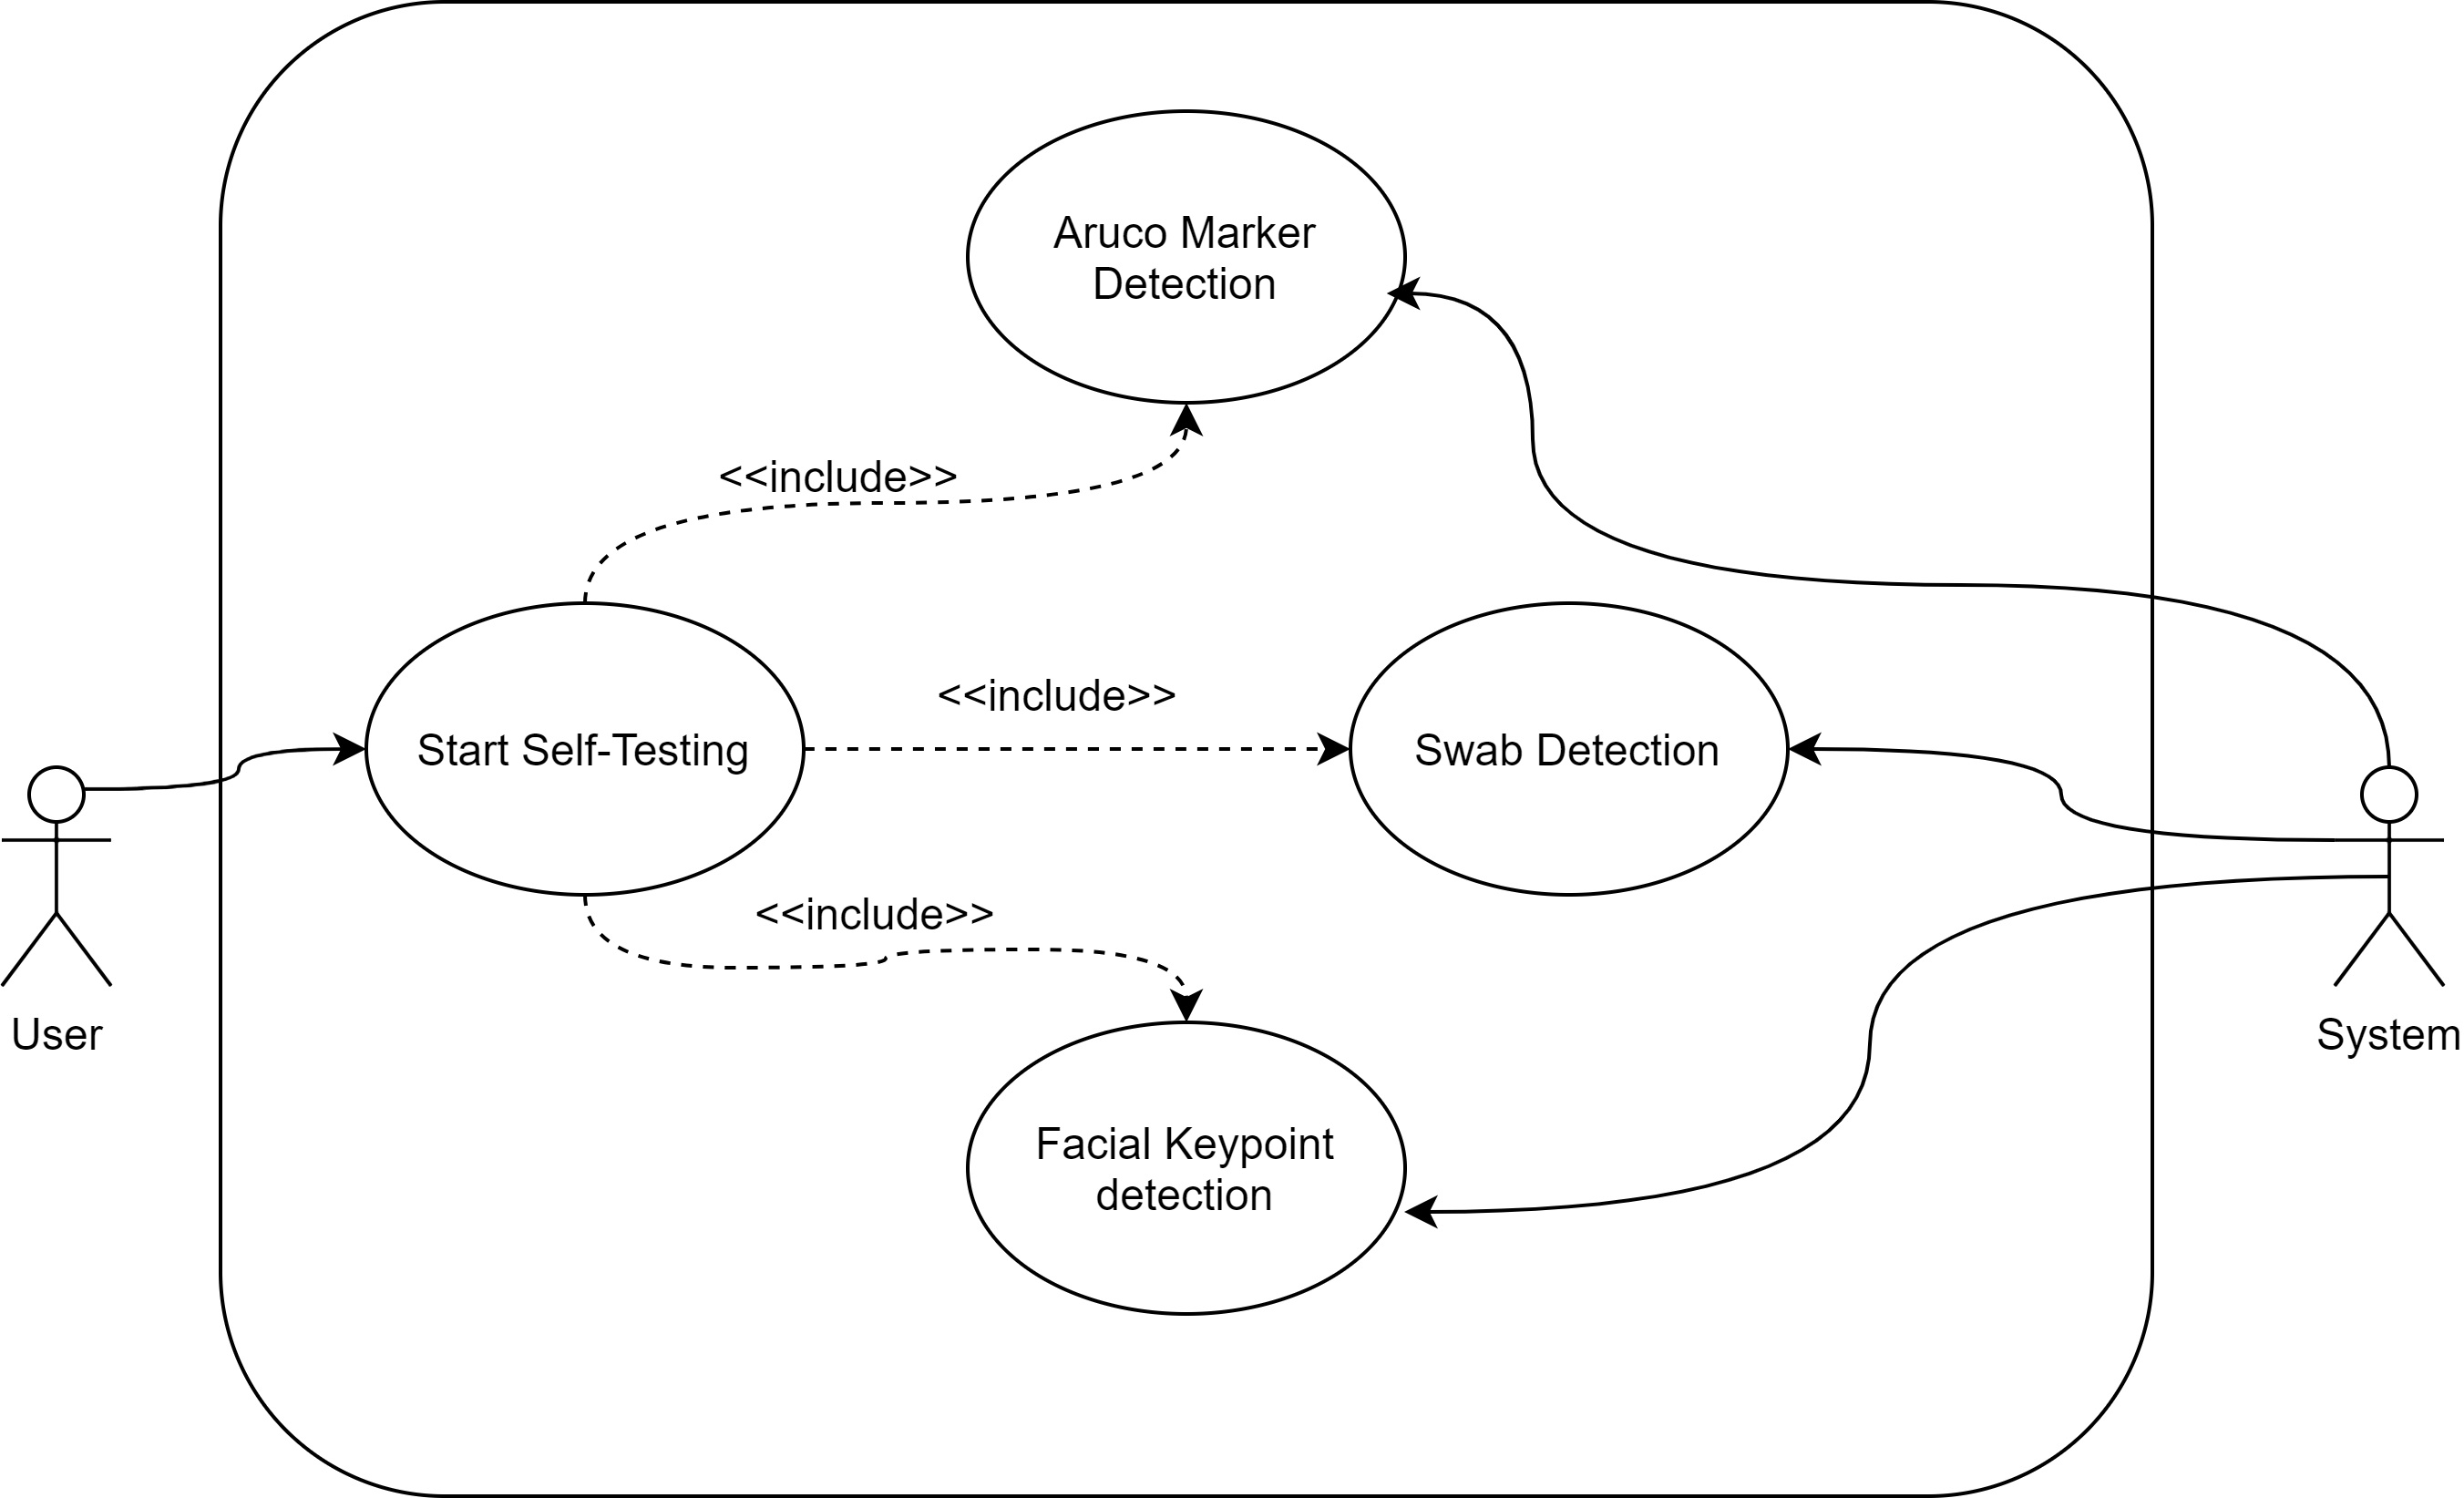 Aruco Marker
Detection
<<include>>
<<include>>
Start Self-Testing
Swab Detection
<<include>>
User
System
Facial Keypoint
detection